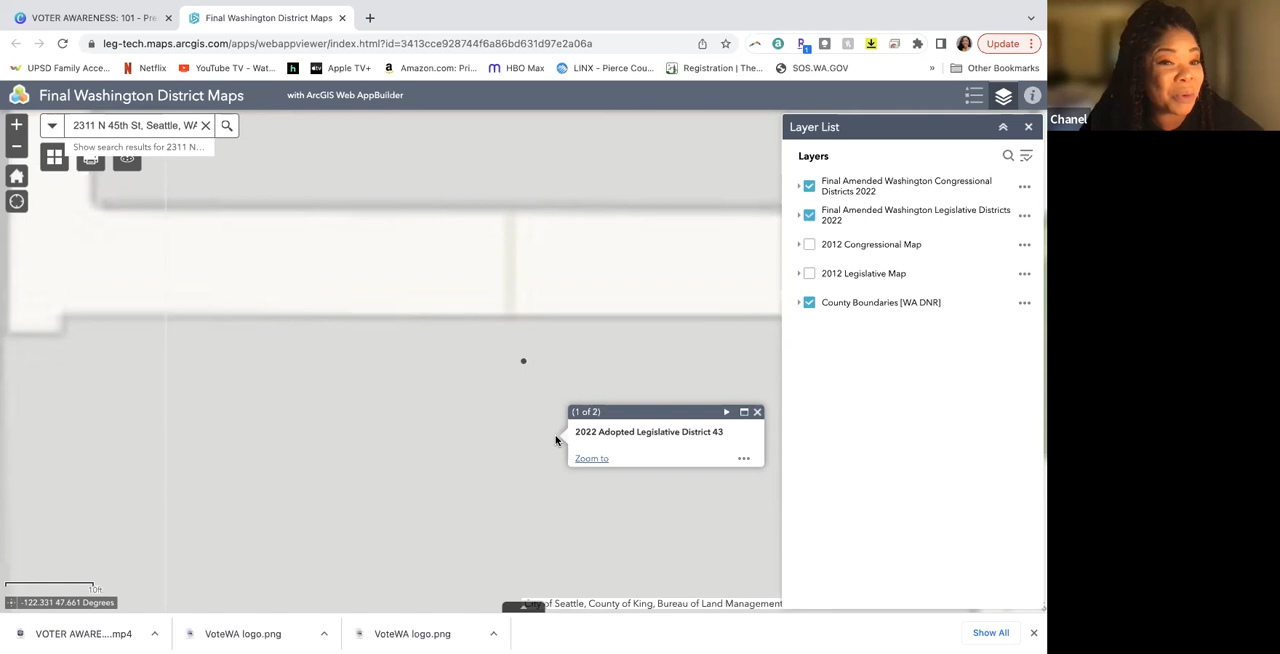 VOTER AWARENESS: 101 - Pre
Final Washington District Maps
leg-tech.maps.arcgis.com/apps/webappviewer/index.html?id=3413cce928744f6a86bd631d97e2a06a
Update
UPSD Family Acce...
Netflix
YouTube TV - Wat...
h
Apple TV+
Amazon.com: Pri...
HBO Max
LINX - Pierce Cou...
Registration | The...
SOS.WA.GOV
»
Other Bookmarks
Final Washington District Maps
with ArcGIS Web AppBuilder
2311 N 45th St, Seattle, WA
Show search results for 2311 N...
Layer List
Layers
Final Amended Washington Congressional
Districts 2022
Final Amended Washington Legislative Districts
2022
2012 Congressional Map
2012 Legislative Map
County Boundaries [WA DNR]
Chanel
(1 of 2)
2022 Adopted Legislative District 43
Zoom to
10ft
-122.331 47.661 Degrees
City of Seattle, County of King, Bureau of Land Management
VOTER AWARE....mp4
VoteWA logo.png
VoteWA logo.png
Show All